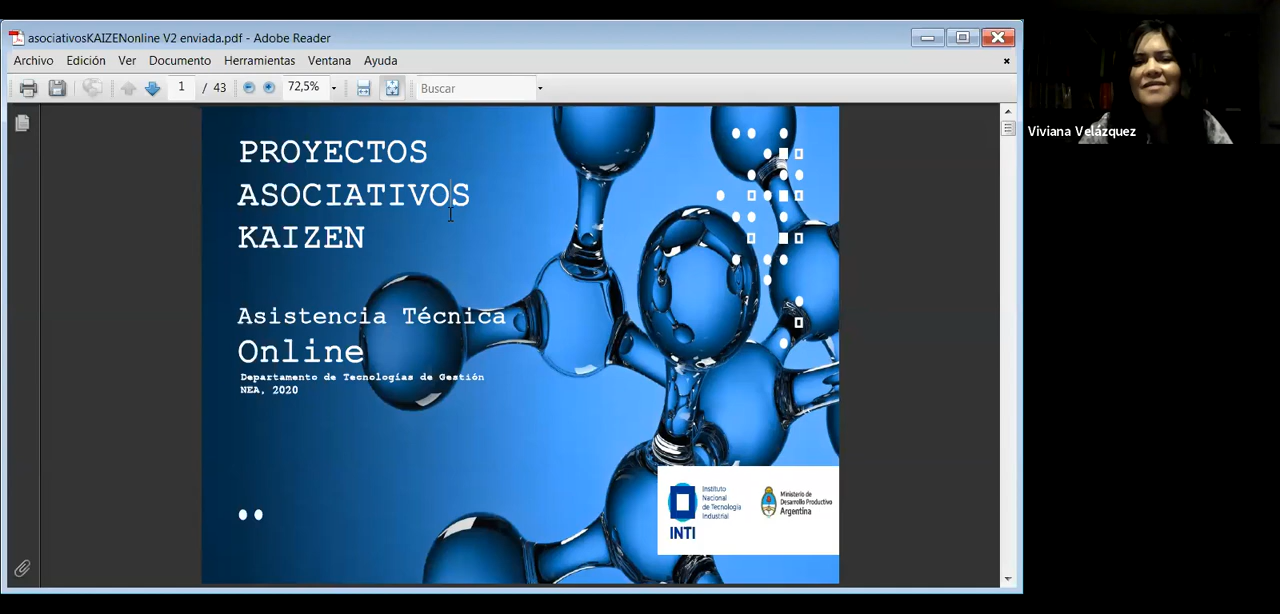 asociativosKAIZENonline V2 enviada.pdf - Adobe Reader
Archivo Edición Ver Documento Herramientas Ventana Ayuda
1 / 43 72,5% Buscar
PROYECTOS
ASOCIATIVOS
KAIZEN
Asistencia Técnica
Online
Departamento de Tecnologías de Gestión
NEA, 2020
Instituto
Nacional
de Tecnología
Industrial
INTI
Ministerio de
Desarrollo Productivo
Argentina
Viviana Velázquez